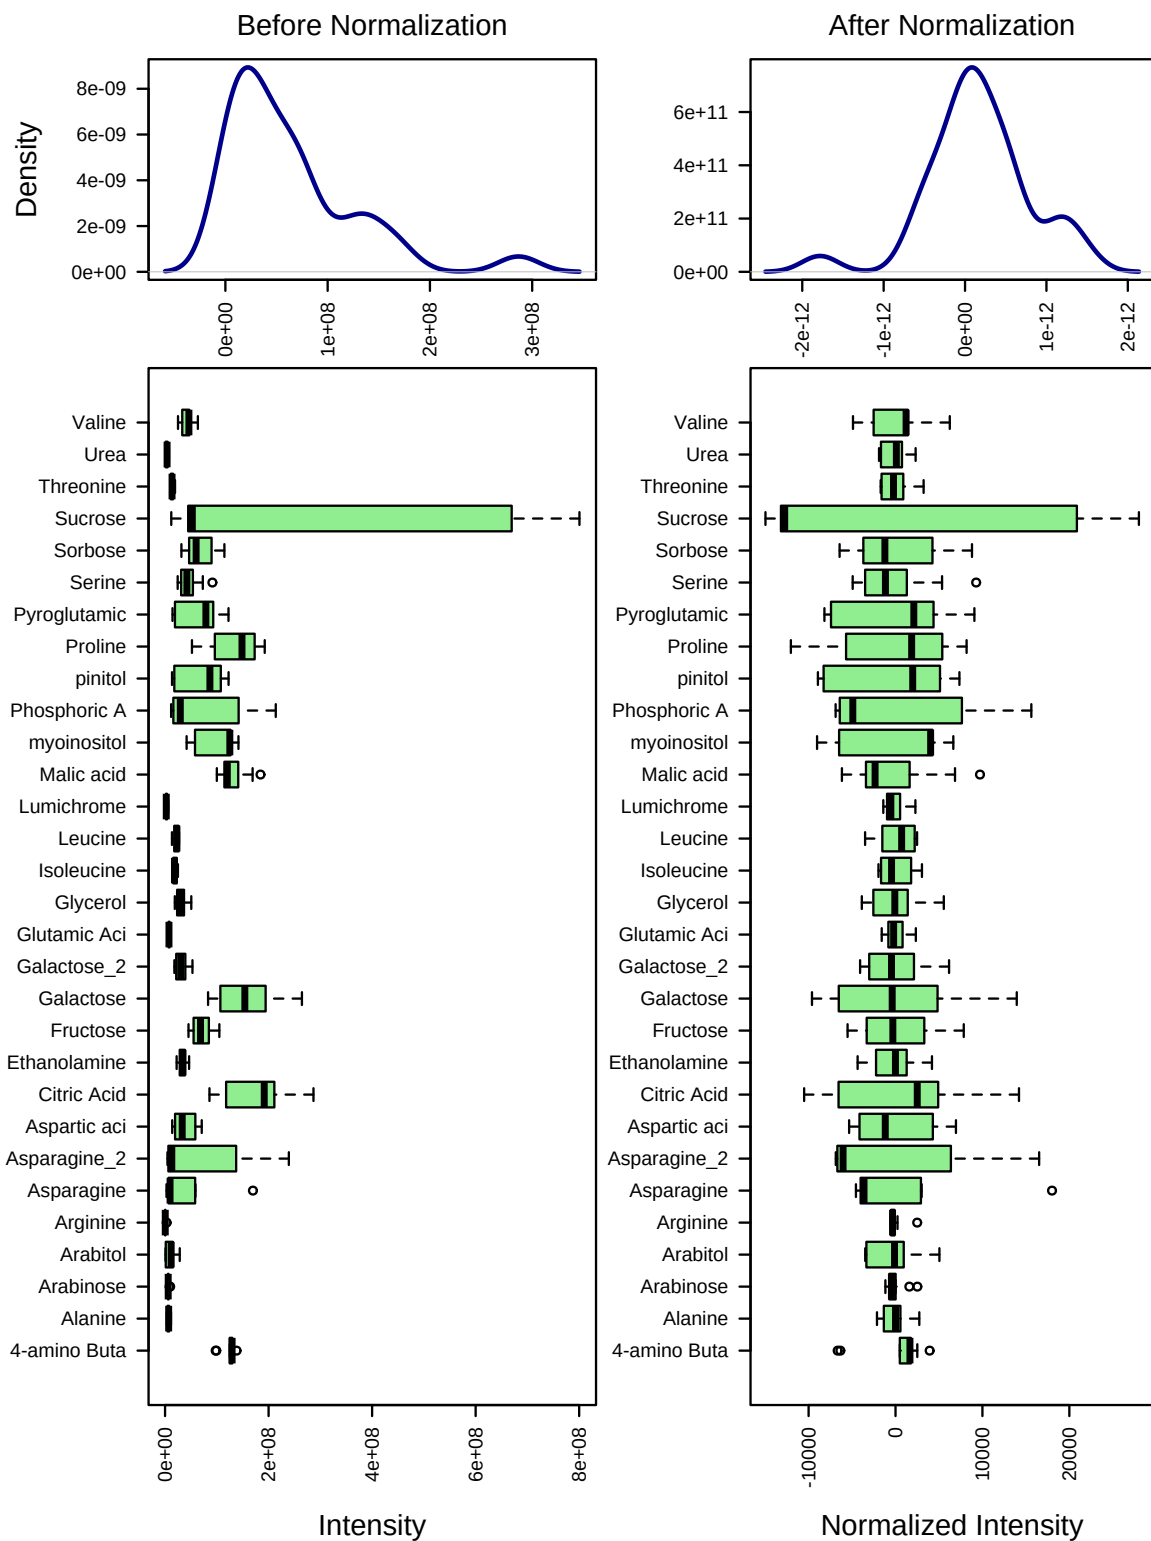 Before Normalization
After Normalization
Density
8e-09
6e-09
4e-09
2e-09
0e+00
0e+00
1e+08
2e+08
3e+08
6e+11
4e+11
2e+11
0e+00
-2e-12
-1e-12
0e+00
1e-12
2e-12
Valine
Urea
Threonine
Sucrose
Sorbose
Serine
Pyroglutamic
Proline
pinitol
Phosphoric A
myoinositol
Malic acid
Lumichrome
Leucine
Isoleucine
Glycerol
Glutamic Aci
Galactose_2
Galactose
Fructose
Ethanolamine
Citric Acid
Aspartic aci
Asparagine_2
Asparagine
Arginine
Arabitol
Arabinose
Alanine
4-amino Buta
0e+00
2e+08
4e+08
6e+08
8e+08
Intensity
Valine
Urea
Threonine
Sucrose
Sorbose
Serine
Pyroglutamic
Proline
pinitol
Phosphoric A
myoinositol
Malic acid
Lumichrome
Leucine
Isoleucine
Glycerol
Glutamic Aci
Galactose_2
Galactose
Fructose
Ethanolamine
Citric Acid
Aspartic aci
Asparagine_2
Asparagine
Arginine
Arabitol
Arabinose
Alanine
4-amino Buta
-10000
0
10000
20000
Normalized Intensity